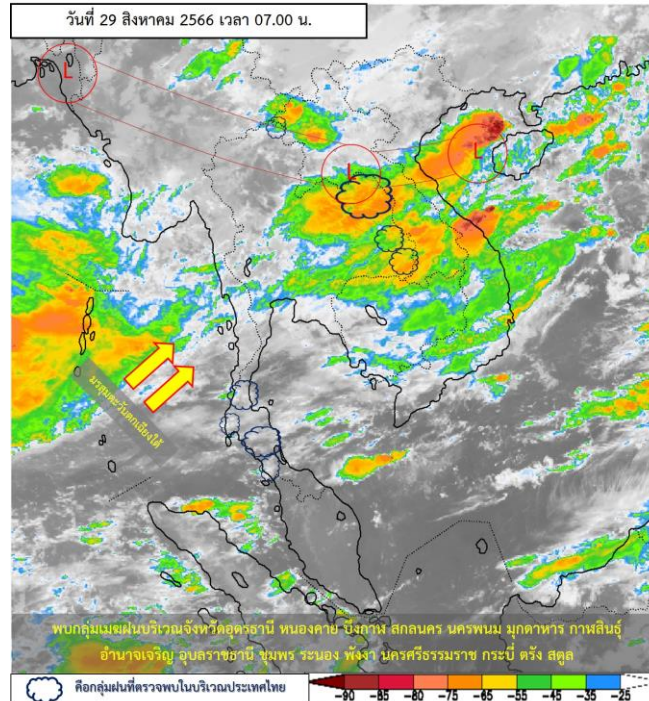 วันที่ 29 สิงหาคม 2566 เวลา 07.00 น.
L
L
L
มรสุมตะวันตกเฉียงใต้
พบกลุ่มเมฆฝนบริเวณจังหวัดอุดรธานี หนองคาย บึงกาฬ สกลนคร นครพนม มุกดาหาร กาฬสินธุ์
อำนาจเจริญ อุบลราชธานี ชุมพร ระนอง พังงา นครศรีธรรมราช กระบี่ ตรัง สตูล
คือกลุ่มฝนที่ตรวจพบในบริเวณประเทศไทย
-90 -85 -80 -75 -65 -55 -45 -35 -25